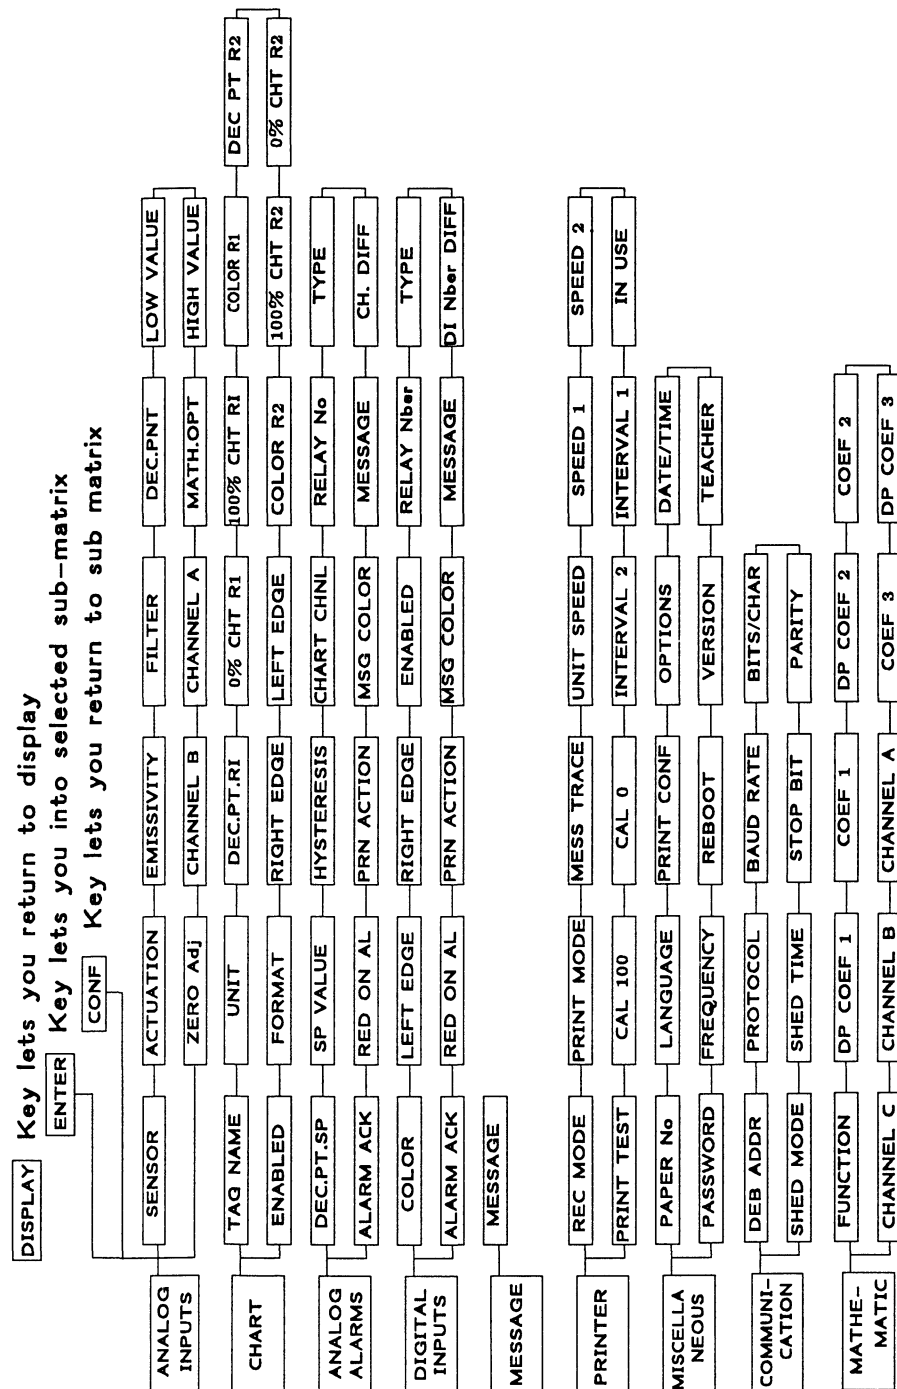 DISPLAY Key lets you return to display
ENTER Key lets you into selected sub-matrix
CONF Key lets you return to sub matrix
ANALOG
INPUTS
SENSOR ACTUATION EMISSIVITY FILTER DEC.PNT LOW VALUE
ZERO Adj CHANNEL B CHANNEL A MATH.OPT HIGH VALUE
CHART
TAG NAME UNIT DEC.PT.RI 0% CHT R1 100% CHT RI COLOR R1 DEC PT R2
ENABLED FORMAT RIGHT EDGE LEFT EDGE COLOR R2 100% CHT R2 0% CHT R2
ANALOG
ALARMS
DEC.PT.SP SP VALUE HYSTERESIS CHART CHNL RELAY No TYPE
ALARM ACK RED ON AL PRN ACTION MSG COLOR MESSAGE CH. DIFF
DIGITAL
INPUTS
COLOR LEFT EDGE RIGHT EDGE ENABLED RELAY Nber TYPE
ALARM ACK RED ON AL PRN ACTION MSG COLOR MESSAGE DI Nber DIFF
MESSAGE
MESSAGE
PRINTER
REC MODE PRINT MODE MESS TRACE UNIT SPEED SPEED 1 SPEED 2
PRINT TEST CAL 100 CAL 0 INTERVAL 2 INTERVAL 1 IN USE
MISCELLA
NEOUS
PAPER No LANGUAGE PRINT CONF OPTIONS DATE/TIME
PASSWORD FREQUENCY REBOOT VERSION TEACHER
COMMUNI-
CATION
DEB ADDR PROTOCOL BAUD RATE BITS/CHAR
SHED MODE SHED TIME STOP BIT PARITY
MATHE-
MATIC
FUNCTION DP COEF 1 COEF 1 DP COEF 2 COEF 2
CHANNEL C CHANNEL B CHANNEL A COEF 3 DP COEF 3